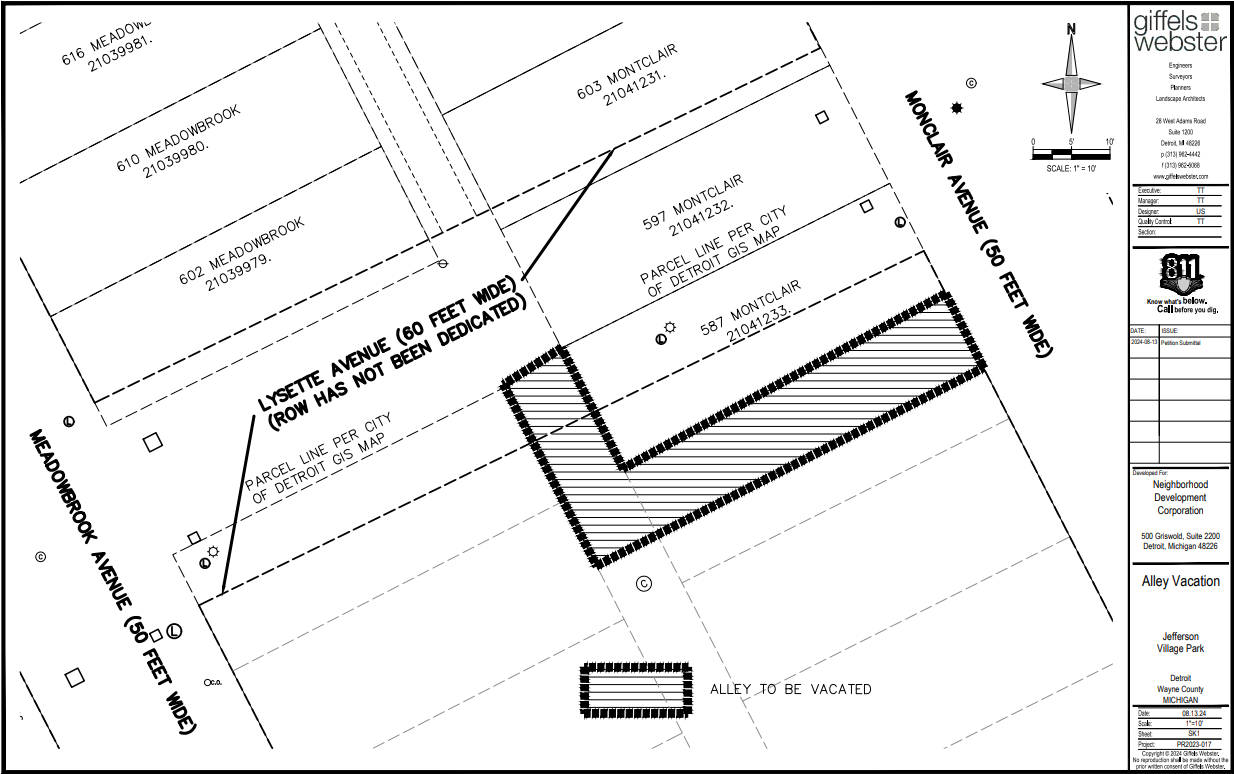 616 MEADOW
21039981.
610 MEADOWBROOK
21039980.
602 MEADOWBROOK
21039979.
603 MONTCLAIR
21041231.
597 MONTCLAIR
21041232.
PARCEL LINE PER CITY
OF DETROIT GIS MAP
587 MONTCLAIR
21041233.
LYSETTE AVENUE (60 FEET WIDE)
(ROW HAS NOT BEEN DEDICATED)
PARCEL LINE PER CITY
OF DETROIT GIS MAP
MEADOWBROOK AVENUE (50 FEET WIDE)
MONCLAIR AVENUE (50 FEET WIDE)
L
L
L
L
L
C
C
C
C.O.
ALLEY TO BE VACATED
N
0 5' 10'
SCALE: 1" = 10'
giffels
webster
Engineers
Surveyors
Planners
Landscape Architects
28 West Adams Road
Suite 1200
Detroit, MI 48226
p (313) 962-4442
f (313) 962-5068
www.giffelswebster.com
Executive: TT
Manager: TT
Designer: US
Quality Control: TT
Section:
811
Know what's below.
Call before you dig.
DATE: ISSUE:
2024-08-13 Petition Submittal
Developed For:
Neighborhood
Development
Corporation
500 Griswold, Suite 2200
Detroit, Michigan 48226
Alley Vacation
Jefferson
Village Park
Detroit
Wayne County
MICHIGAN
Date: 08.13.24
Scale: 1"=10'
Sheet: SK1
Project: PR2023-017
Copyright © 2024 Giffels Webster.
No reproduction shall be made without the
prior written consent of Giffels Webster.